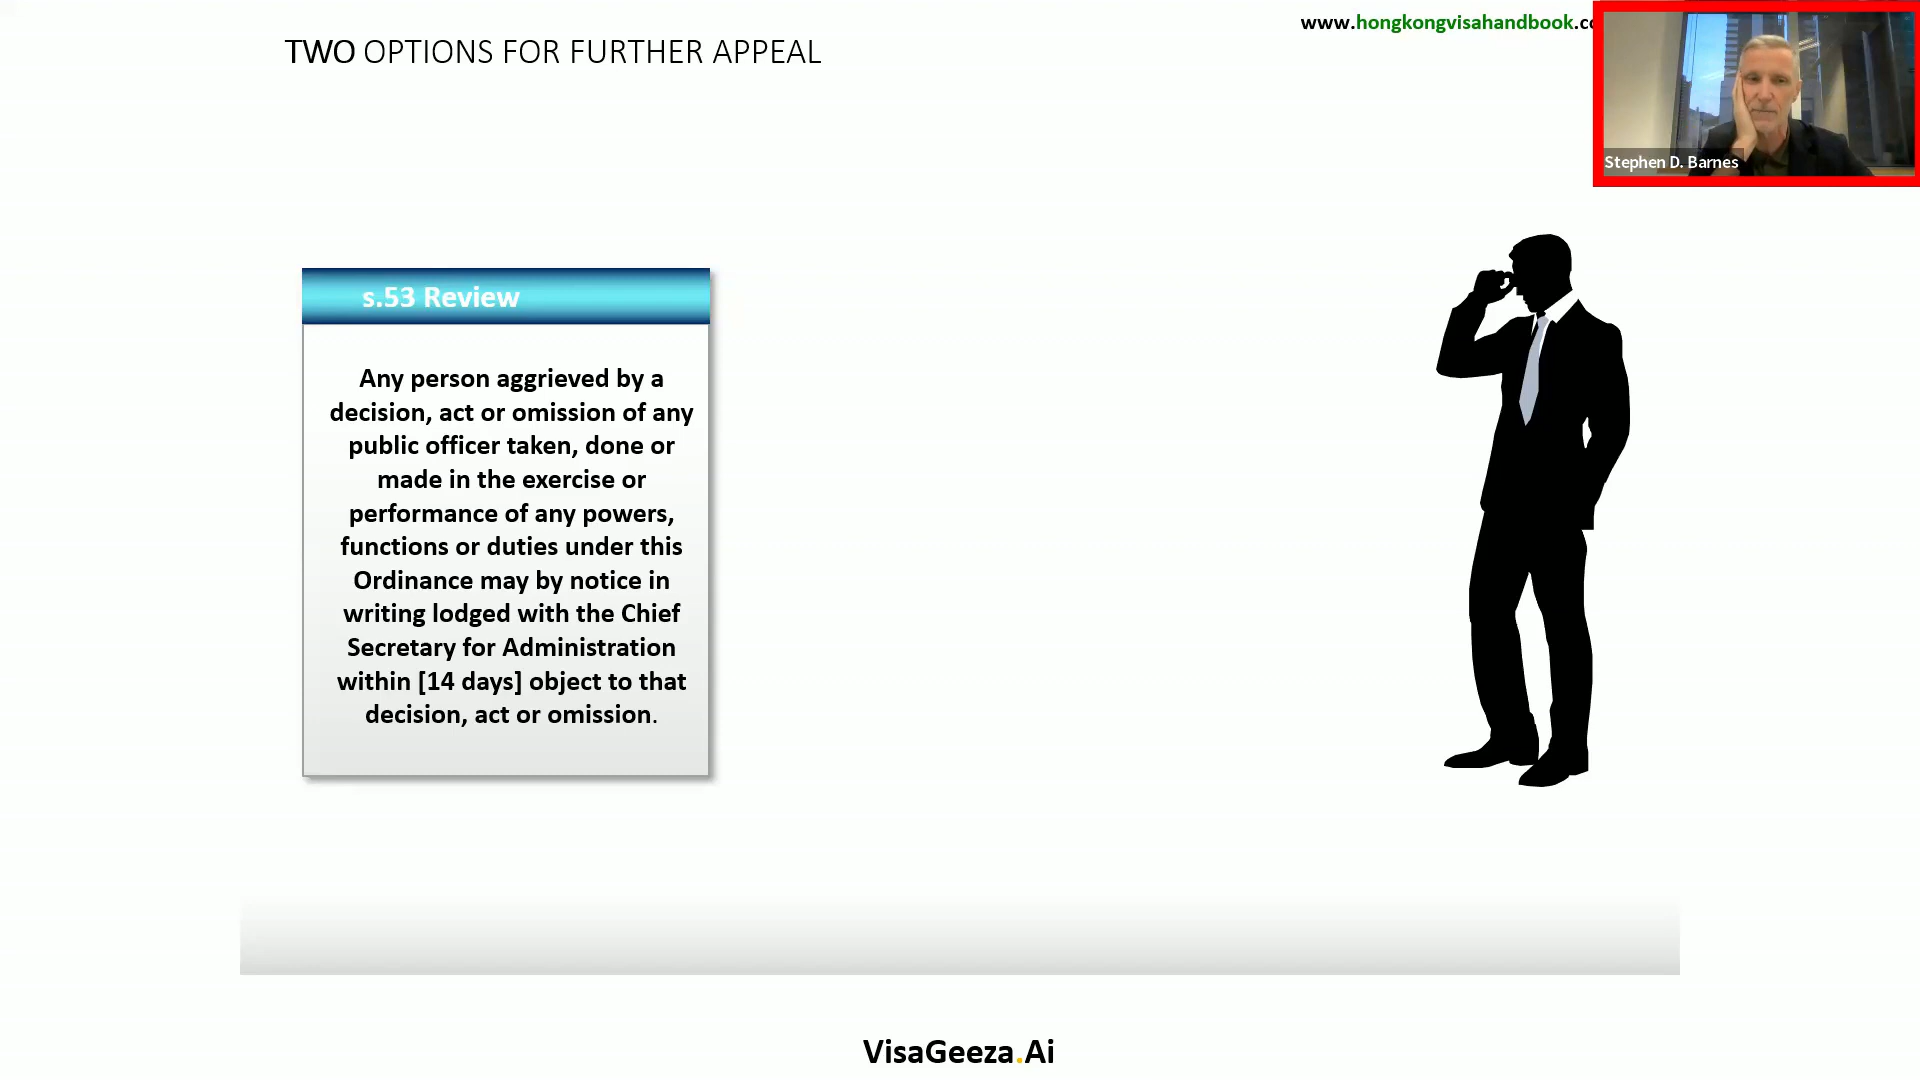 www.hongkongvisahandbook.co
TWO OPTIONS FOR FURTHER APPEAL
Stephen D. Barnes
s.53 Review
Any person aggrieved by a
decision, act or omission of any
public officer taken, done or
made in the exercise or
performance of any powers,
functions or duties under this
Ordinance may by notice in
writing lodged with the Chief
Secretary for Administration
within [14 days] object to that
decision, act or omission.
VisaGeeza.Ai